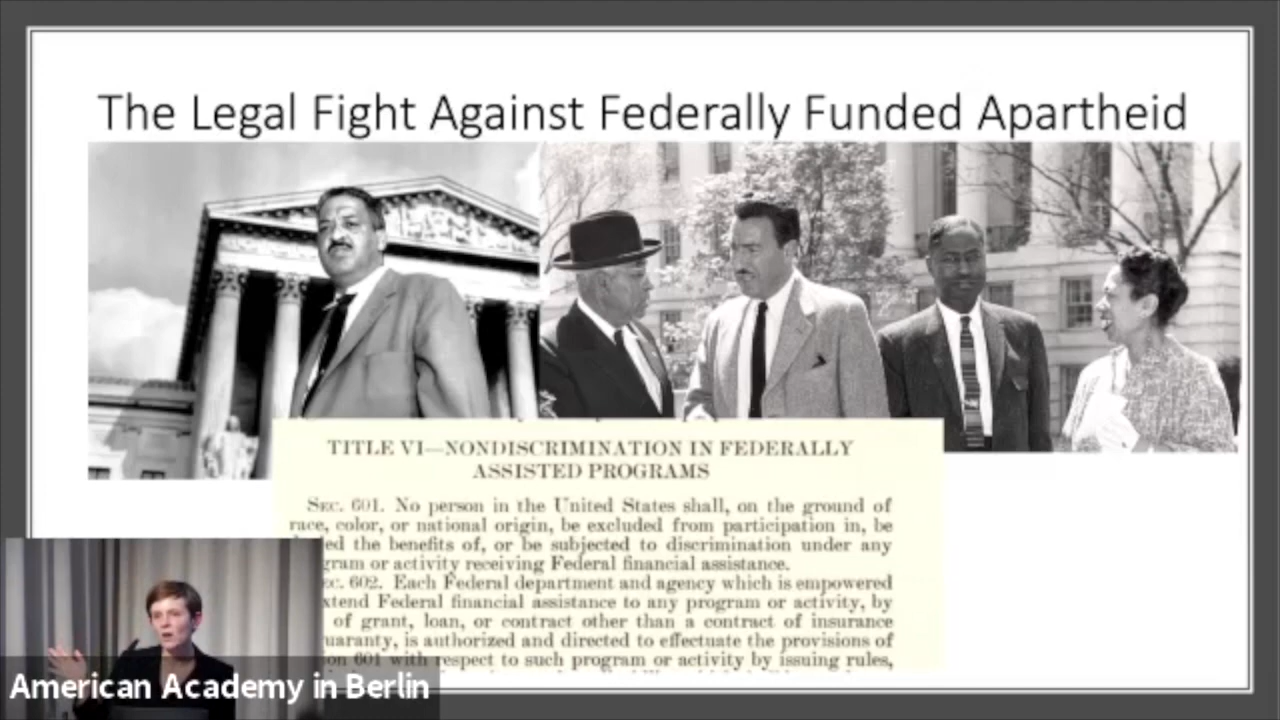 The Legal Fight Against Federally Funded Apartheid
TITLE VI—NONDISCRIMINATION IN FEDERALLY
ASSISTED PROGRAMS
SEC. 601. No person in the United States shall, on the ground of
race, color, or national origin, be excluded from participation in, be
the benefits of, or be subjected to discrimination under any
or activity receiving Federal financial assistance.
602. Each Federal department and agency which is empowered
Federal financial assistance to any program or activity, by
of grant, loan, or contract other than a contract of insurance
is authorized and directed to effectuate the provisions of
601 with respect to such program or activity by issuing rules,
American Academy in Berlin